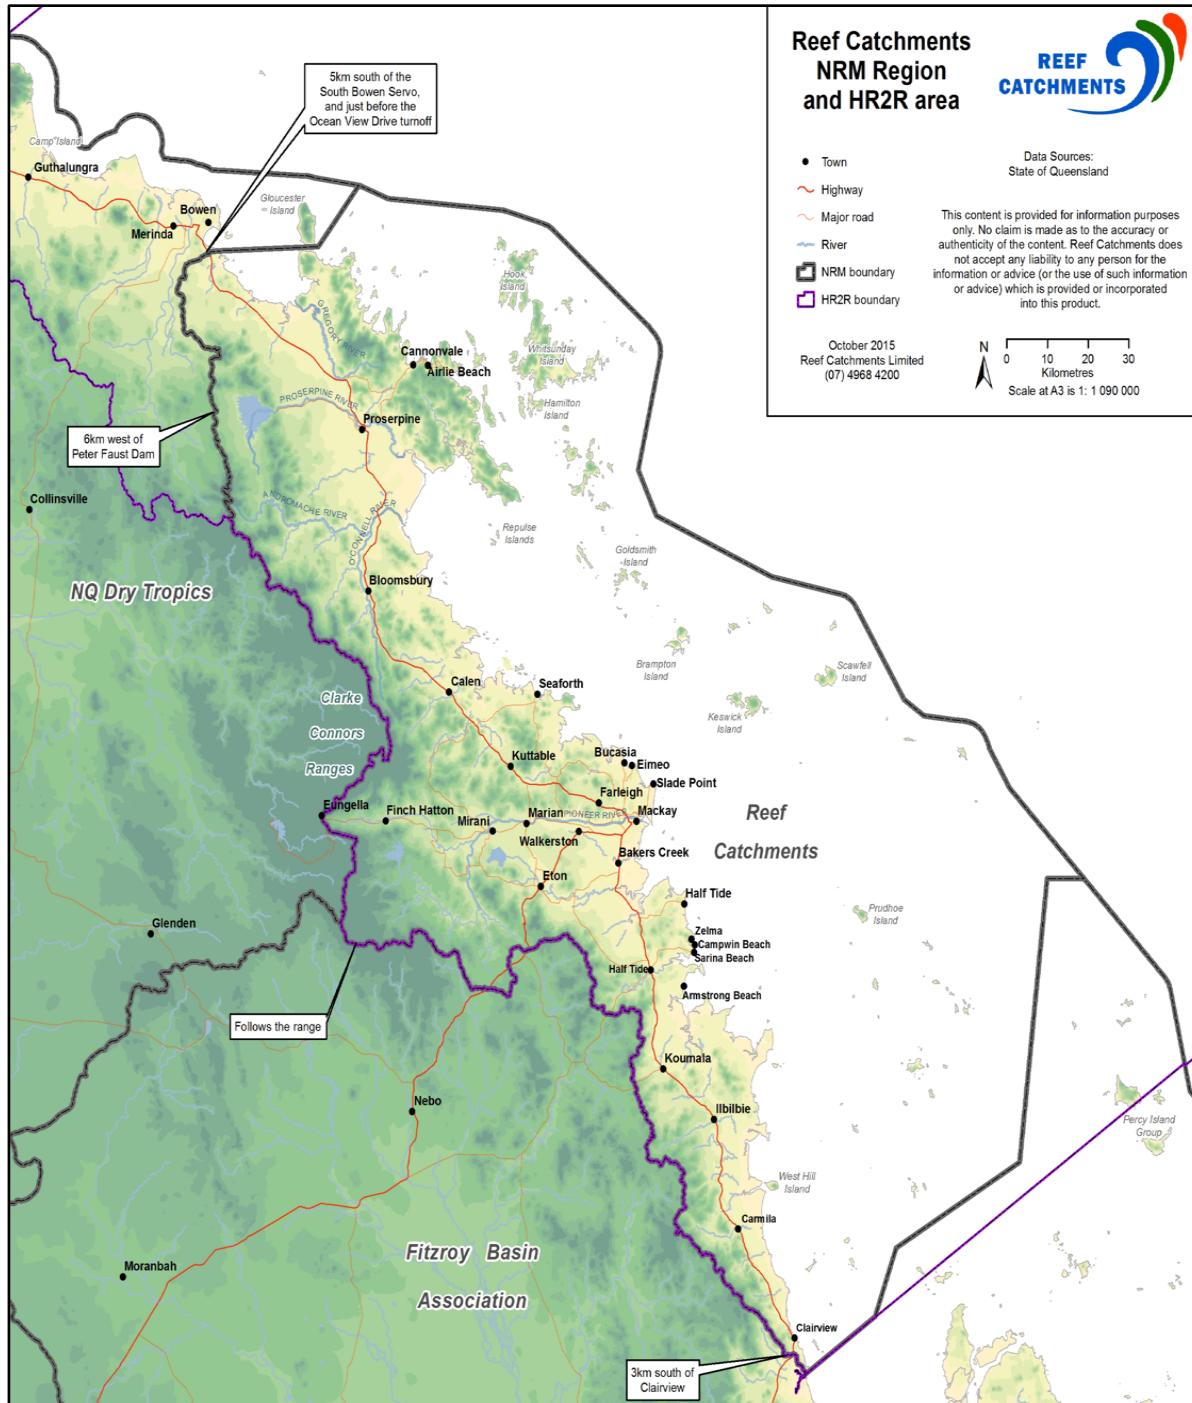 Reef Catchments
NRM Region
and HR2R area
REEF
CATCHMENTS
Town
Highway
Major road
River
NRM boundary
HR2R boundary
Data Sources:
State of Queensland
This content is provided for information purposes
only. No claim is made as to the accuracy or
authenticity of the content. Reef Catchments does
not accept any liability to any person for the
information or advice (or the use of such information
or advice) which is provided or incorporated
into this product.
October 2015
Reef Catchments Limited
(07) 4968 4200
N
0 10 20 30
Kilometres
Scale at A3 is 1: 1 090 000
5km south of the
South Bowen Servo,
and just before the
Ocean View Drive turnoff
Camp Island
Guthalungra
Bowen
Merinda
Gloucester
Island
Hook
Island
GREGORY RIVER
Whitsunday
Island
Cannonvale
Airlie Beach
PROSERPINE RIVER
Hamilton
Island
Proserpine
6km west of
Peter Faust Dam
Collinsville
ANDROMACHE RIVER
O'CONNELL RIVER
Repulse
Islands
Goldsmith
Island
NQ Dry Tropics
Bloomsbury
Brampton
Island
Scawfell
Island
Calen
Seaforth
Keswick
Island
Clarke
Connors
Ranges
Kuttable
Bucasia
Eimeo
Slade Point
Farleigh
Eungella
Finch Hatton
Mirani
Marian
PIONEER RIVER
Mackay
Walkerston
Reef
Catchments
Bakers Creek
Eton
Half Tide
Prudhoe
Island
Glenden
Zelma
Campwin Beach
Sarina Beach
Half Tide
Armstrong Beach
Follows the range
Koumala
Nebo
Ilbilbie
Percy Island
Group
West Hill
Island
Carmila
Fitzroy Basin
Association
Moranbah
Clairview
3km south of
Clairview